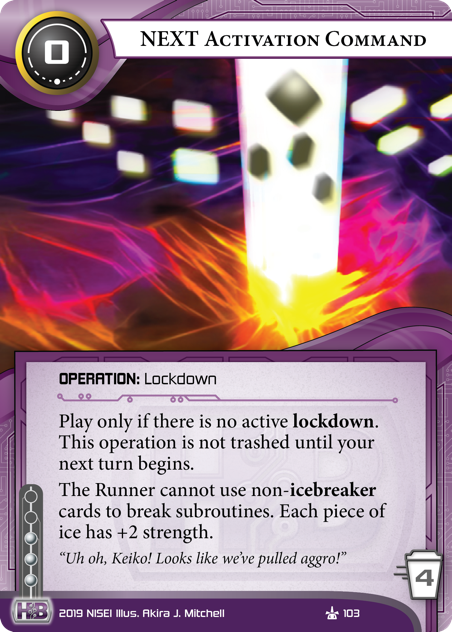 0
NEXT Activation Command
OPERATION: Lockdown
Play only if there is no active lockdown.
This operation is not trashed until your
next turn begins.
The Runner cannot use non-icebreaker
cards to break subroutines. Each piece of
ice has +2 strength.
“Uh oh, Keiko! Looks like we’ve pulled aggro!”
4
HB
2019 NISEI Illus. Akira J. Mitchell
103